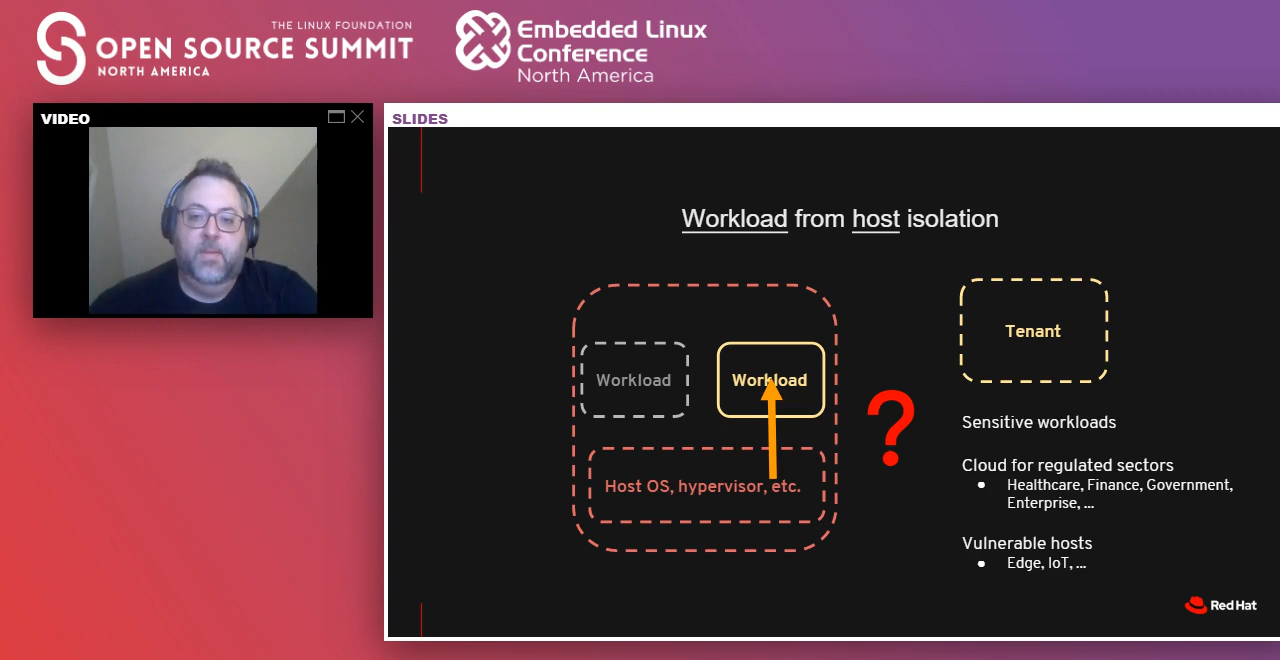 THE LINUX FOUNDATION
OPEN SOURCE SUMMIT
NORTH AMERICA
Embedded Linux
Conference
North America
VIDEO
SLIDES
Workload from host isolation
Workload
Workload
Host OS, hypervisor, etc.
?
Tenant
Sensitive workloads
Cloud for regulated sectors
● Healthcare, Finance, Government,
Enterprise, ...
Vulnerable hosts
● Edge, IoT, ...
Red Hat